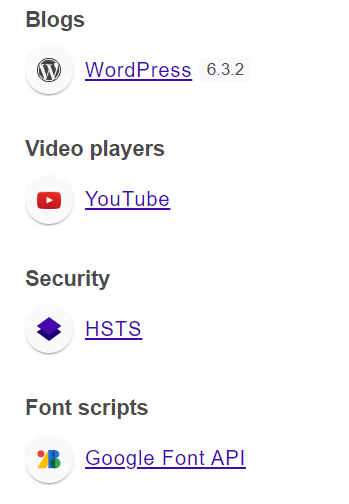 Blogs
WordPress 6.3.2
Video players
YouTube
Security
HSTS
Font scripts
Google Font API